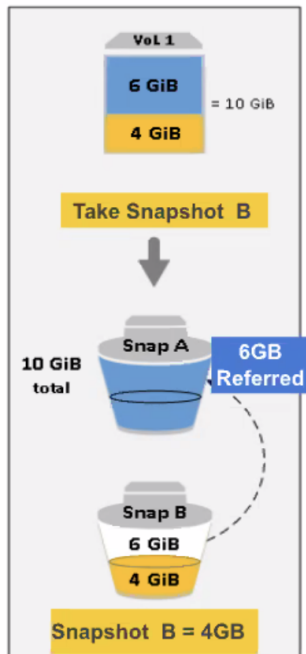 VoL 1
6 GiB
= 10 GiB
4 GiB
Take Snapshot B
Snap A
10 GiB
total
6GB
Referred
Snap B
6 GiB
4 GiB
Snapshot B = 4GB